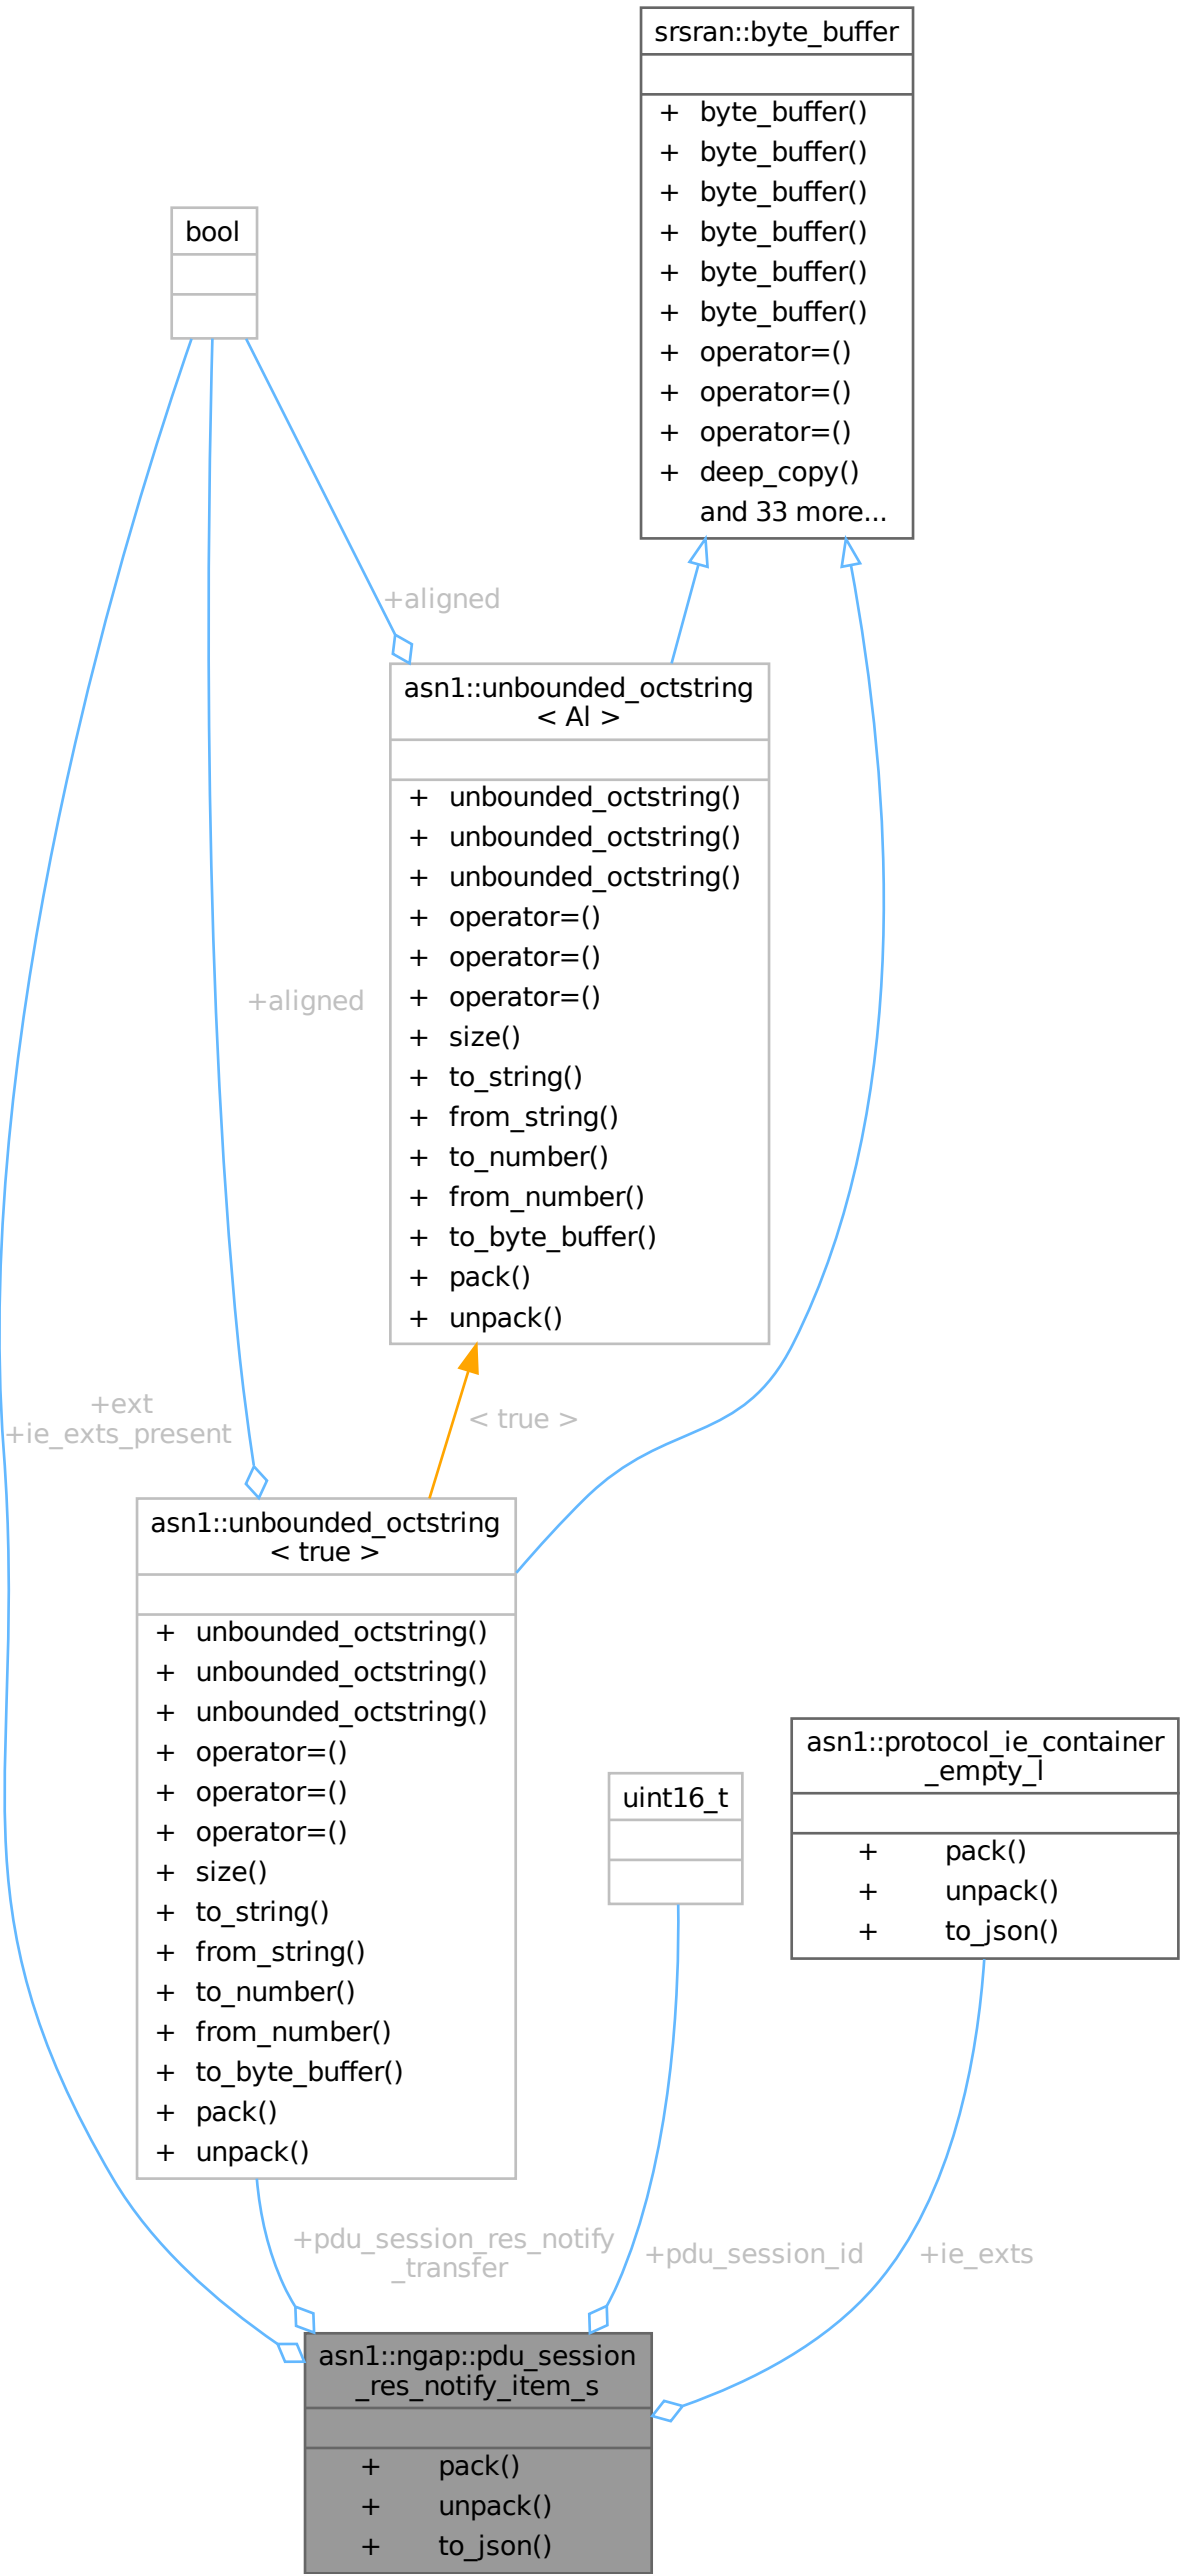 srsran::byte_buffer
+ byte_buffer()
+ byte_buffer()
+ byte_buffer()
+ byte_buffer()
+ byte_buffer()
+ byte_buffer()
+ operator=()
+ operator=()
+ operator=()
+ deep_copy()
and 33 more...
bool
+aligned
asn1::unbounded_octstring
< Al >
+ unbounded_octstring()
+ unbounded_octstring()
+ unbounded_octstring()
+ operator=()
+ operator=()
+ operator=()
+ size()
+ to_string()
+ from_string()
+ to_number()
+ from_number()
+ to_byte_buffer()
+ pack()
+ unpack()
+aligned
+ext
+ie_exts_present
< true >
asn1::unbounded_octstring
< true >
+ unbounded_octstring()
+ unbounded_octstring()
+ unbounded_octstring()
+ operator=()
+ operator=()
+ operator=()
+ size()
+ to_string()
+ from_string()
+ to_number()
+ from_number()
+ to_byte_buffer()
+ pack()
+ unpack()
uint16_t
asn1::protocol_ie_container
_empty_l
+ pack()
+ unpack()
+ to_json()
+pdu_session_res_notify
_transfer
+pdu_session_id
+ie_exts
asn1::ngap::pdu_session
_res_notify_item_s
+ pack()
+ unpack()
+ to_json()